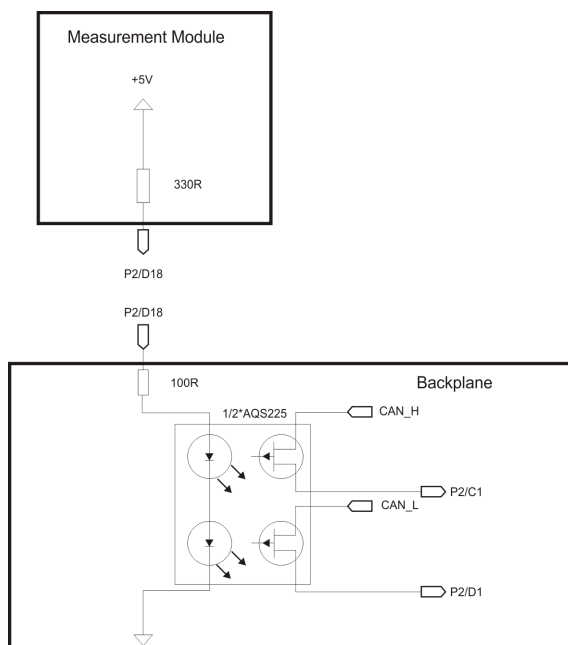 Measurement Module
+5V
330R
P2/D18
P2/D18
100R
Backplane
1/2*AQS225
CAN_H
P2/C1
CAN_L
P2/D1